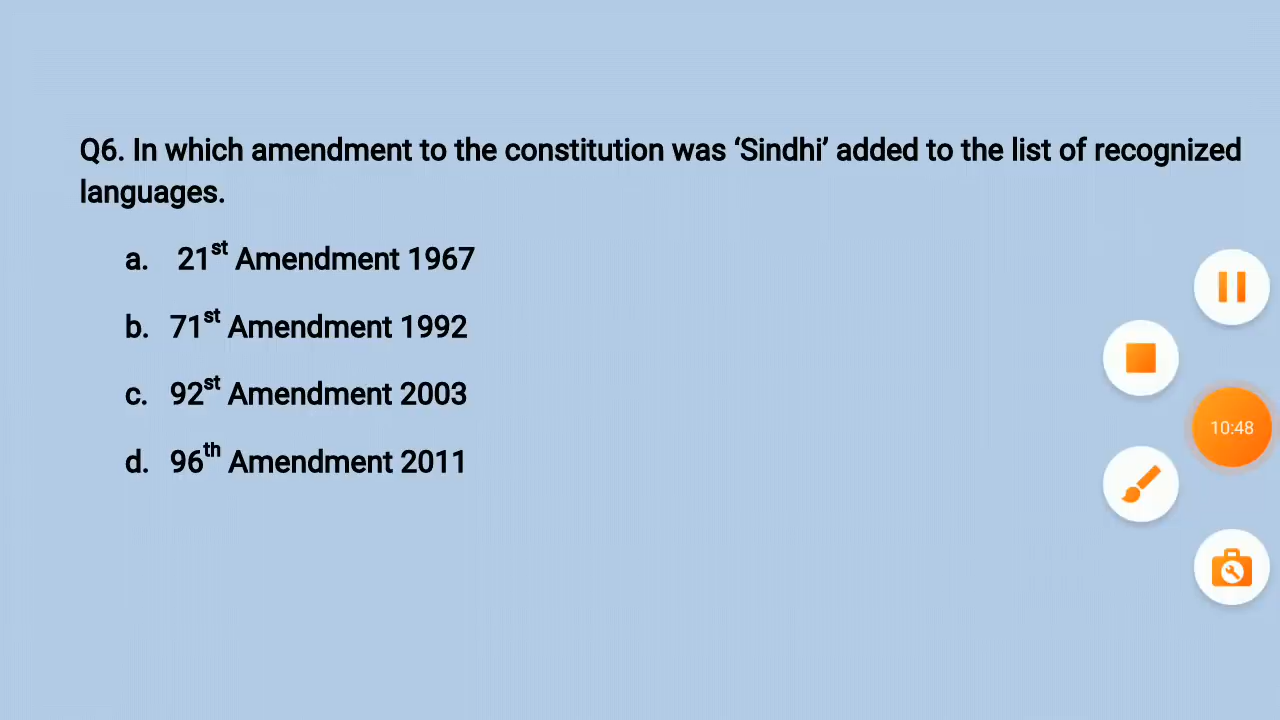 Q6. In which amendment to the constitution was ‘Sindhi’ added to the list of recognized
languages.
a. 21st Amendment 1967
b. 71st Amendment 1992
c. 92st Amendment 2003
d. 96th Amendment 2011
10:48